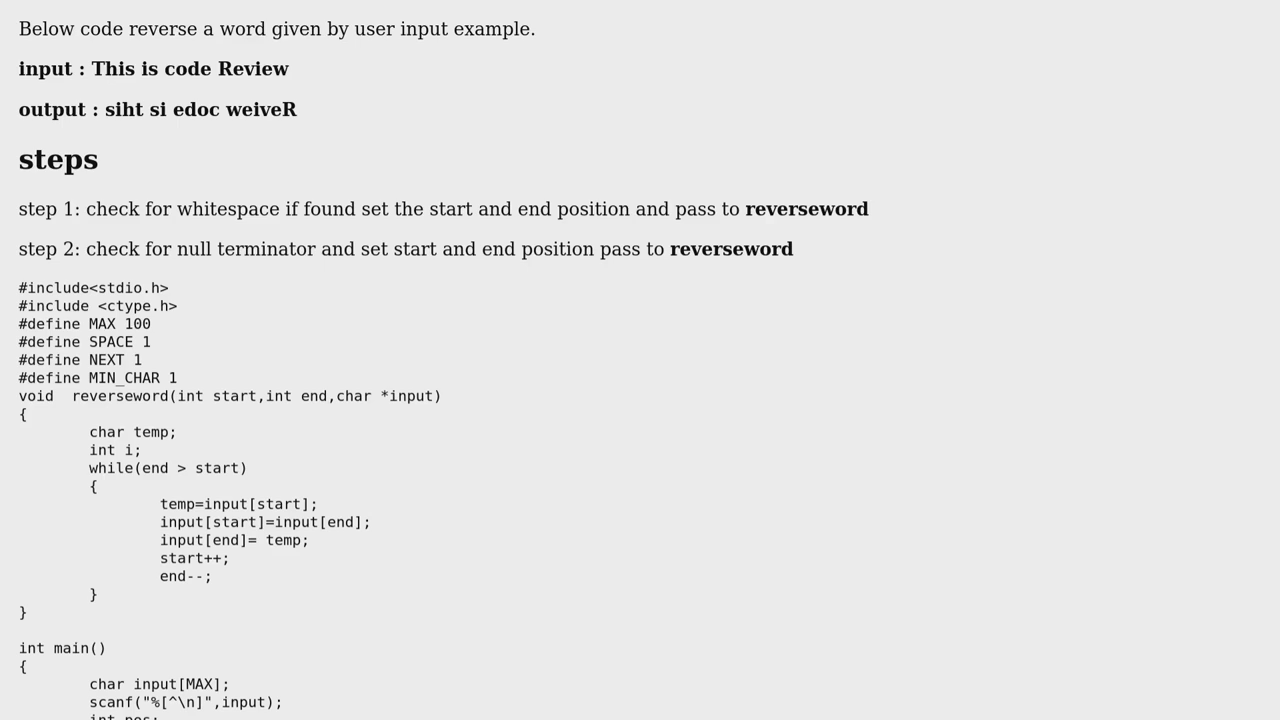 Below code reverse a word given by user input example.
input : This is code Review
output : siht si edoc weiveR
steps
step 1: check for whitespace if found set the start and end position and pass to reverseword
step 2: check for null terminator and set start and end position pass to reverseword
#include<stdio.h>
#include <ctype.h>
#define MAX 100
#define SPACE 1
#define NEXT 1
#define MIN_CHAR 1
void  reverseword(int start,int end,char *input)
{
        char temp;
        int i;
        while(end > start)
        {
                temp=input[start];
                input[start]=input[end];
                input[end]= temp;
                start++;
                end--;
        }
}

int main()
{
        char input[MAX];
        scanf("%[^\n]",input);
        int pos;